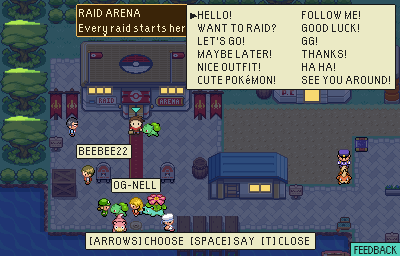 RAID ARENA
Every raid starts her
▶HELLO!
WANT TO RAID?
LET'S GO!
MAYBE LATER!
NICE OUTFIT!
CUTE POKéMON!
FOLLOW ME!
GOOD LUCK!
GG!
THANKS!
HA HA!
SEE YOU AROUND!
RAID
ARENA
BEEBEE22
OG-NELL
[ARROWS]CHOOSE [SPACE]SAY [T]CLOSE
FEEDBACK